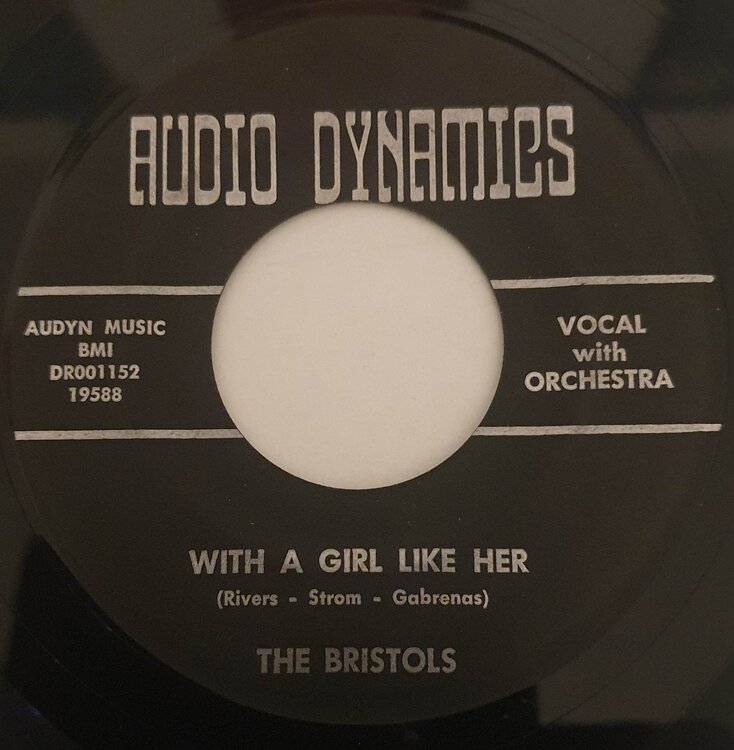 AUDIO DYNAMICS
AUDYN MUSIC
BMI
DR001152
19588
VOCAL
with
ORCHESTRA
WITH A GIRL LIKE HER
(Rivers - Strom - Gabrenas)
THE BRISTOLS